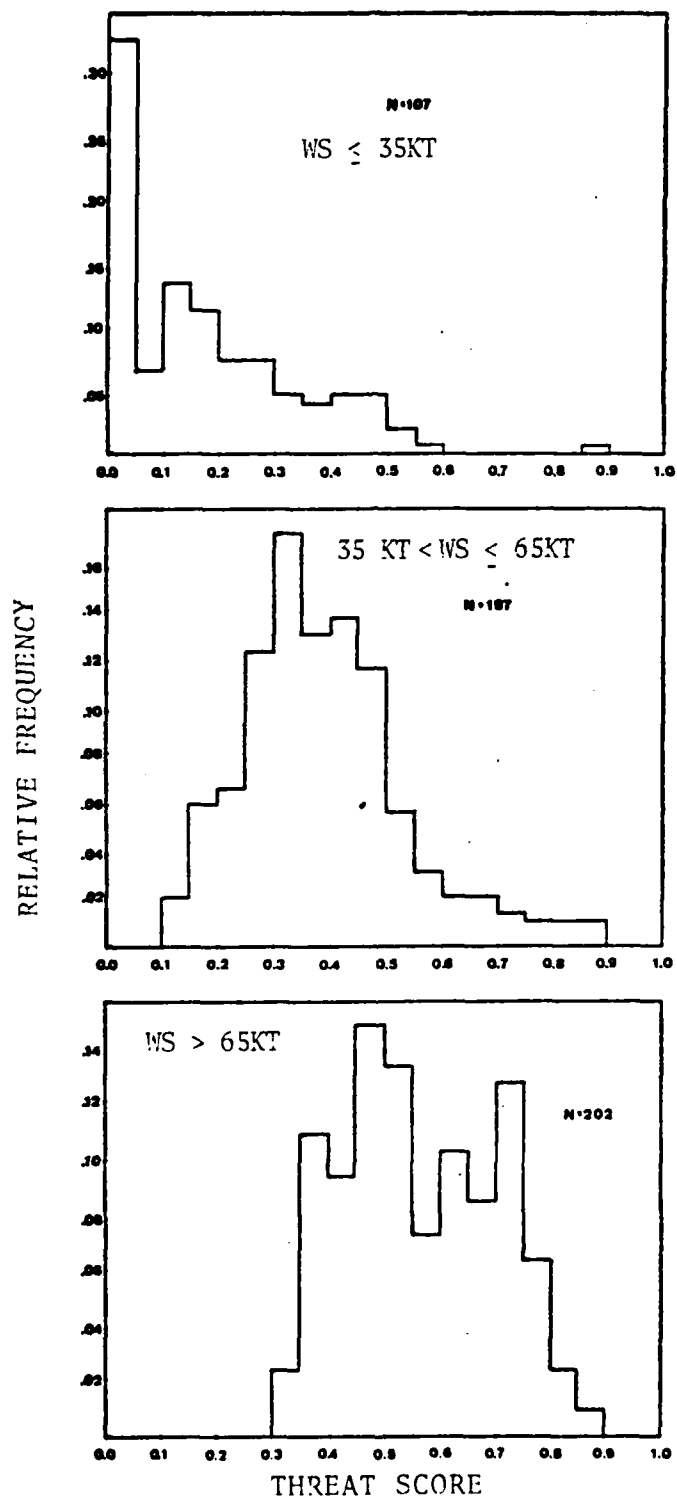 .30
N=107
WS ≤ 35KT
.25
.20
.15
.10
.05
0.0 0.1 0.2 0.3 0.4 0.5 0.6 0.7 0.8 0.9 1.0
35 KT < WS ≤ 65KT
.16
N=197
.14
.12
.10
.08
.06
.04
.02
0.0 0.1 0.2 0.3 0.4 0.5 0.6 0.7 0.8 0.9 1.0
RELATIVE FREQUENCY
WS > 65KT
.14
.12
N=202
.10
.08
.06
.04
.02
0.0 0.1 0.2 0.3 0.4 0.5 0.6 0.7 0.8 0.9 1.0
THREAT SCORE